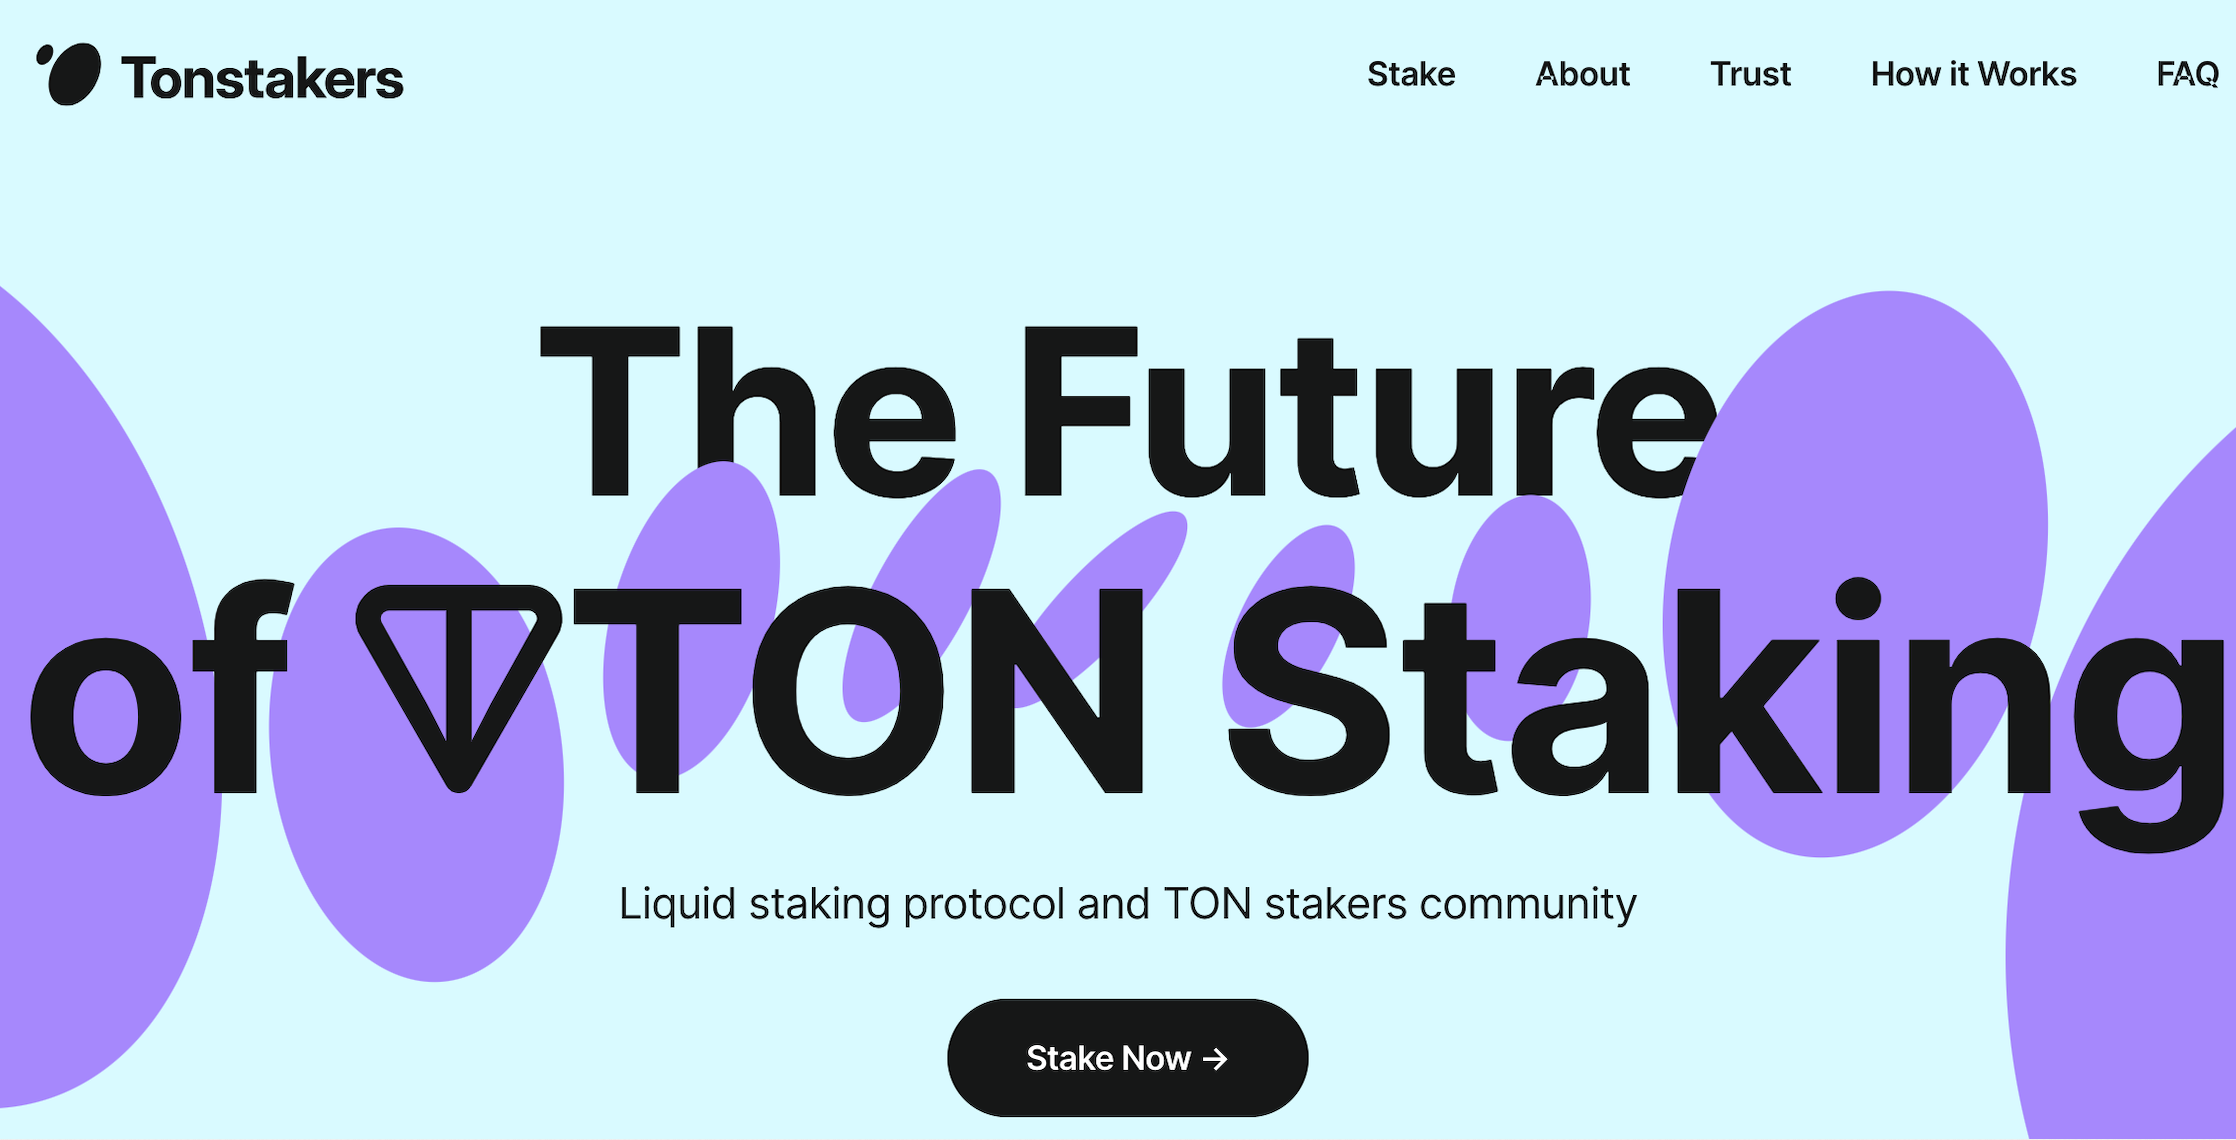 Tonstakers
Stake About Trust How it Works FAQ
The Future
of TON Staking
Liquid staking protocol and TON stakers community
Stake Now →